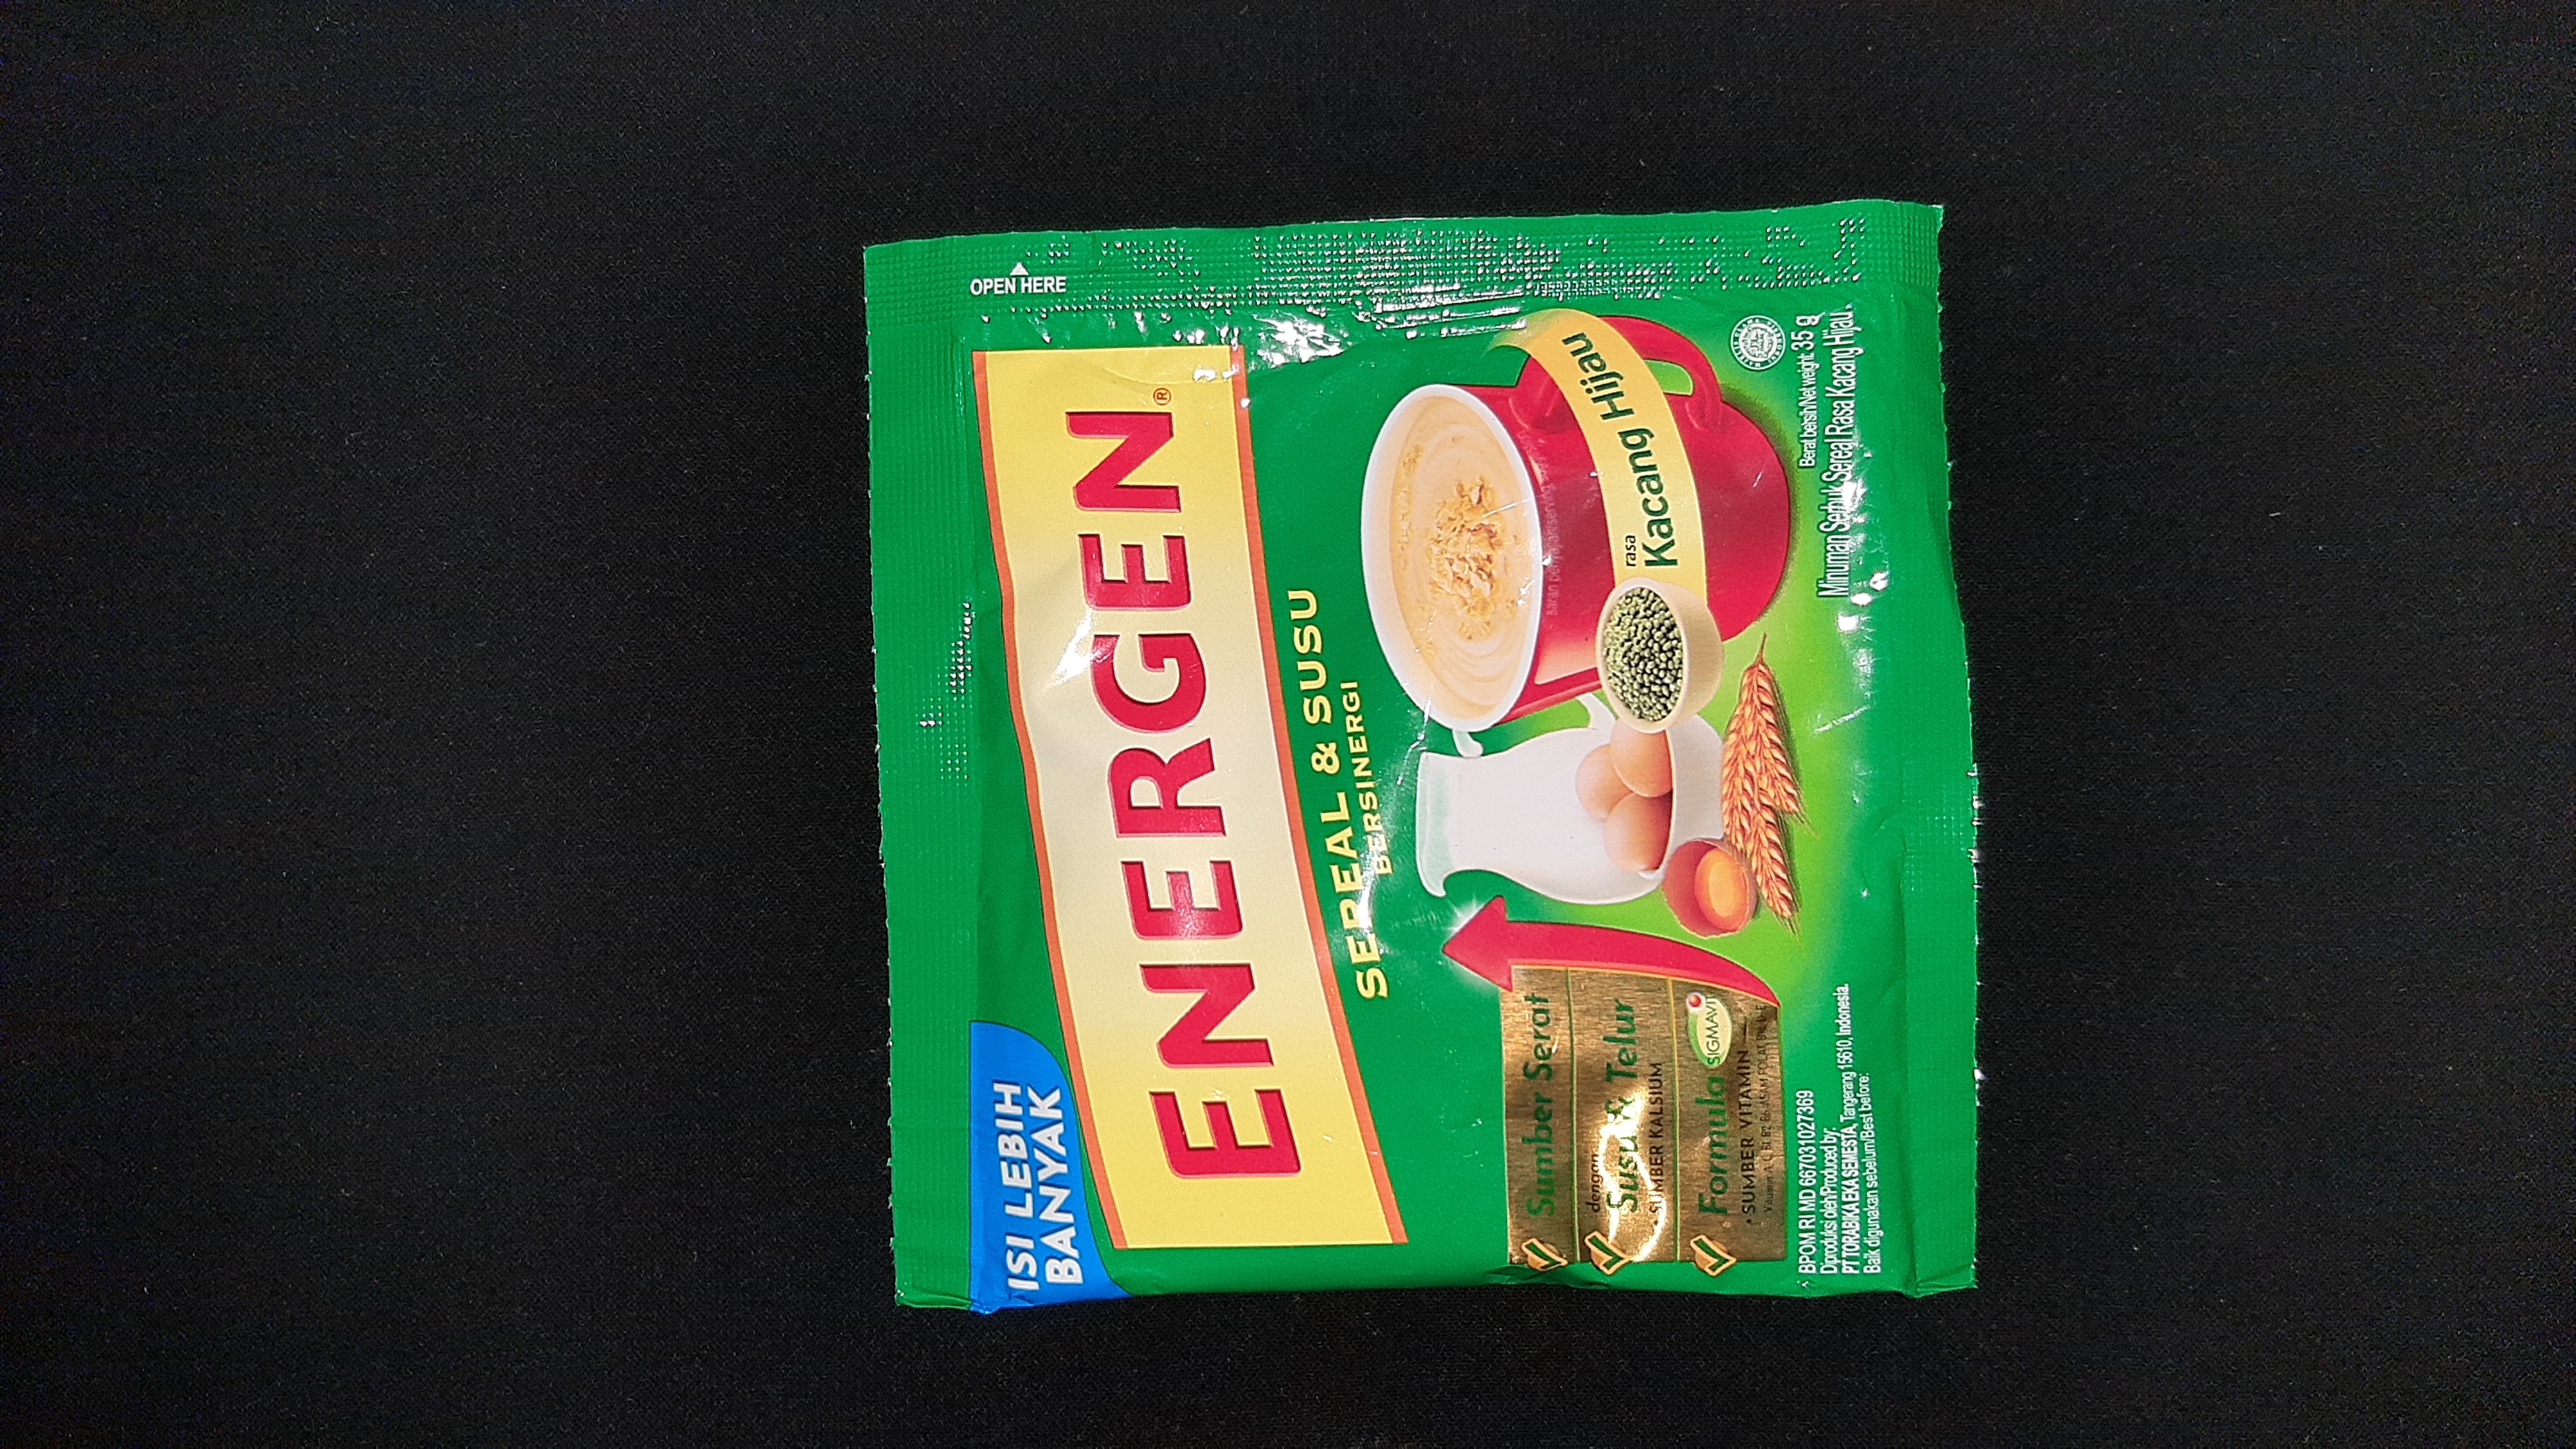 ISI LEBIH
BANYAK
ENERGEN®
SEREAL & SUSU
BERSINERGI
Sumber Serat
dengan
Susu & Telur
• SUMBER KALSIUM
Formula SIGMAVIT
• SUMBER VITAMIN
rasa
Kacang Hijau
BPOM RI MD 667031027369
Diproduksi oleh/Produced by:
PT TORABIKA EKA SEMESTA, Tangerang 15610, Indonesia.
Baik digunakan sebelum/Best before:
Berat bersih/Net weight: 35 g
Minuman Serbuk Sereal Rasa Kacang Hijau
OPEN HERE